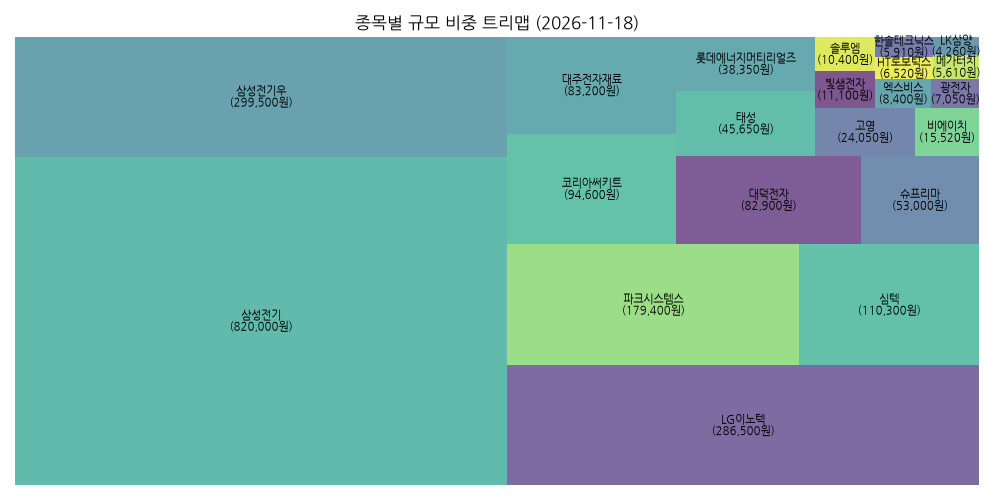 종목별 규모 비중 트리맵 (2026-11-18)
삼성전기우
(299,500원)
삼성전기
(820,000원)
대주전자재료
(83,200원)
롯데에너지머티리얼즈
(38,350원)
태성
(45,650원)
코리아써키트
(94,600원)
대덕전자
(82,900원)
슈프리마
(53,000원)
솔루엠
(10,400원)
빛샘전자
(11,100원)
한솔테크닉스
(5,910원)
LK삼양
(4,260원)
HT로보틱스
(6,520원)
메가터치
(5,610원)
엑스비스
(8,400원)
광전자
(7,050원)
고영
(24,050원)
비에이치
(15,520원)
파크시스템스
(179,400원)
심텍
(110,300원)
LG이노텍
(286,500원)